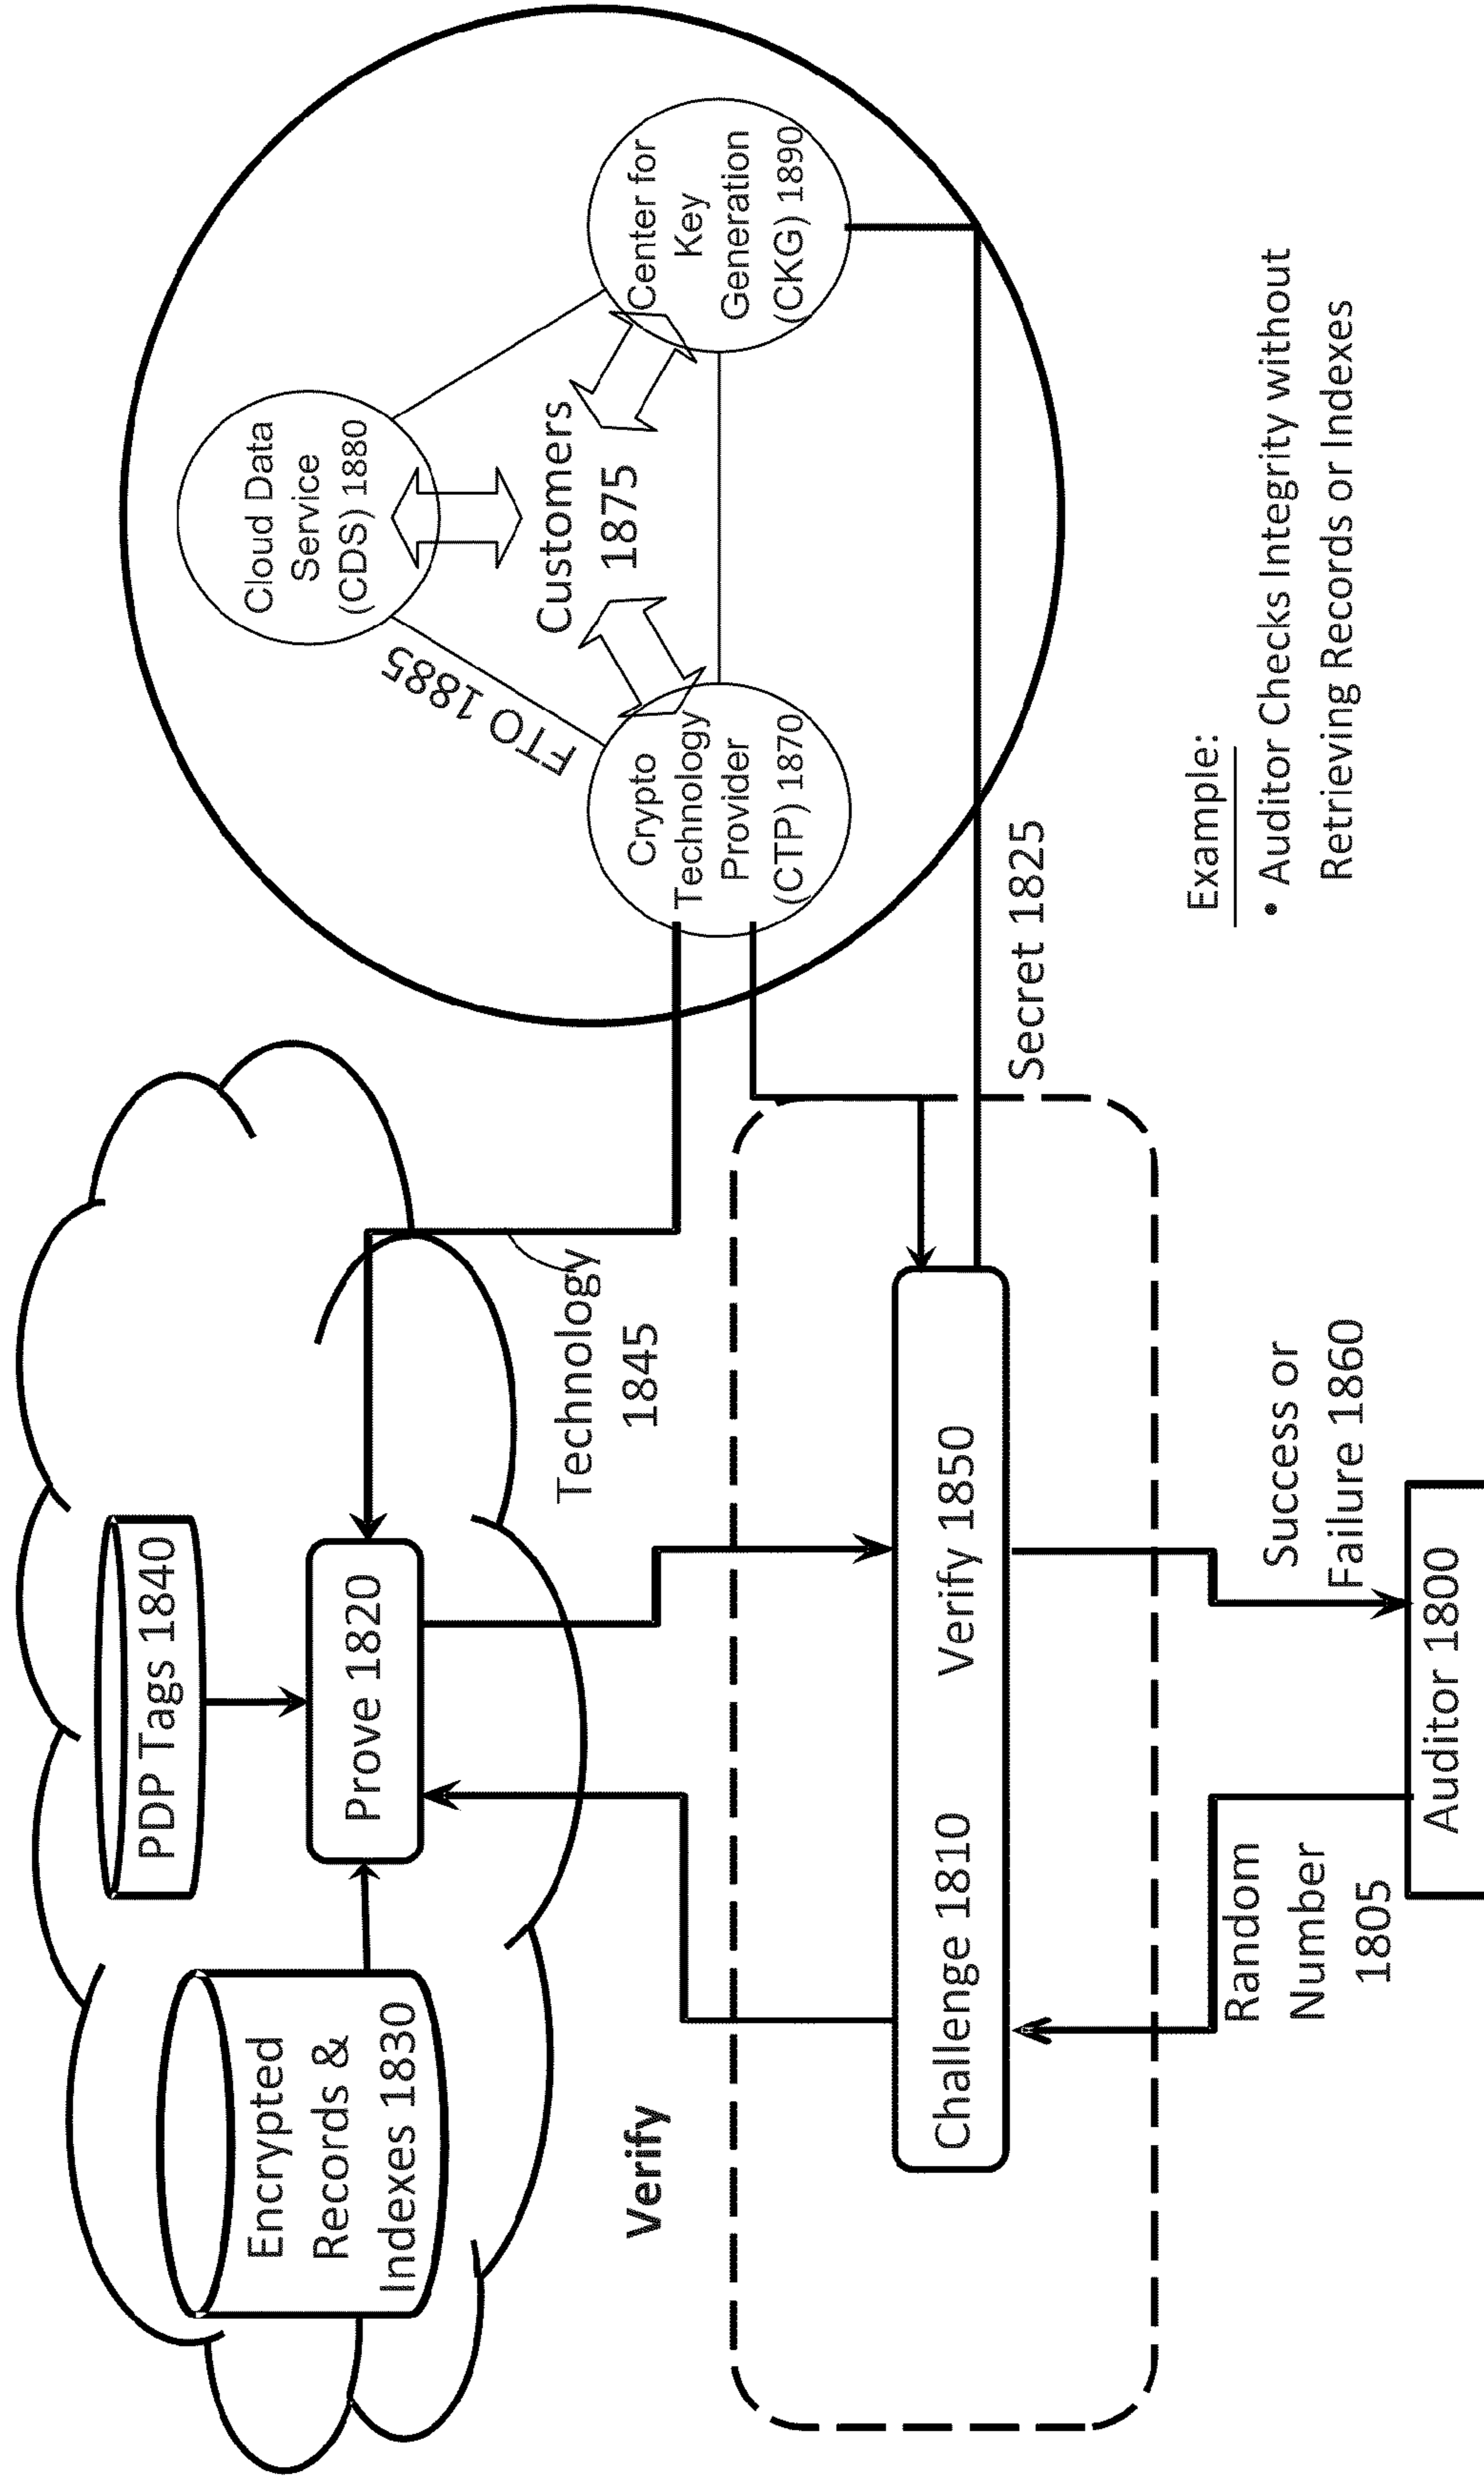 Encrypted
Records &
Indexes 1830
PDP Tags 1840
Prove 1820
Technology
1845
Verify
Challenge 1810
Verify 1850
Random
Number
1805
Success or
Failure 1860
Auditor 1800
Secret 1825
Cloud Data
Service
(CDS) 1880
FTO 1885
Customers
1875
Crypto
Technology
Provider
(CTP) 1870
Center for
Key
Generation
(CKG) 1890
Example:
• Auditor Checks Integrity without
Retrieving Records or Indexes